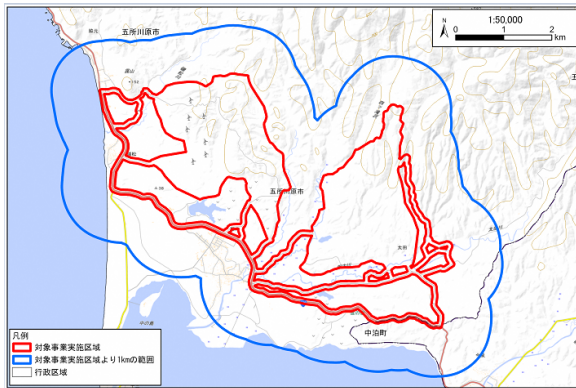 五所川原市
1:50,000
N
0 1 2
km
五所川原市
太田
中泊町
凡例
対象事業実施区域
対象事業実施区域より1kmの範囲
行政区域